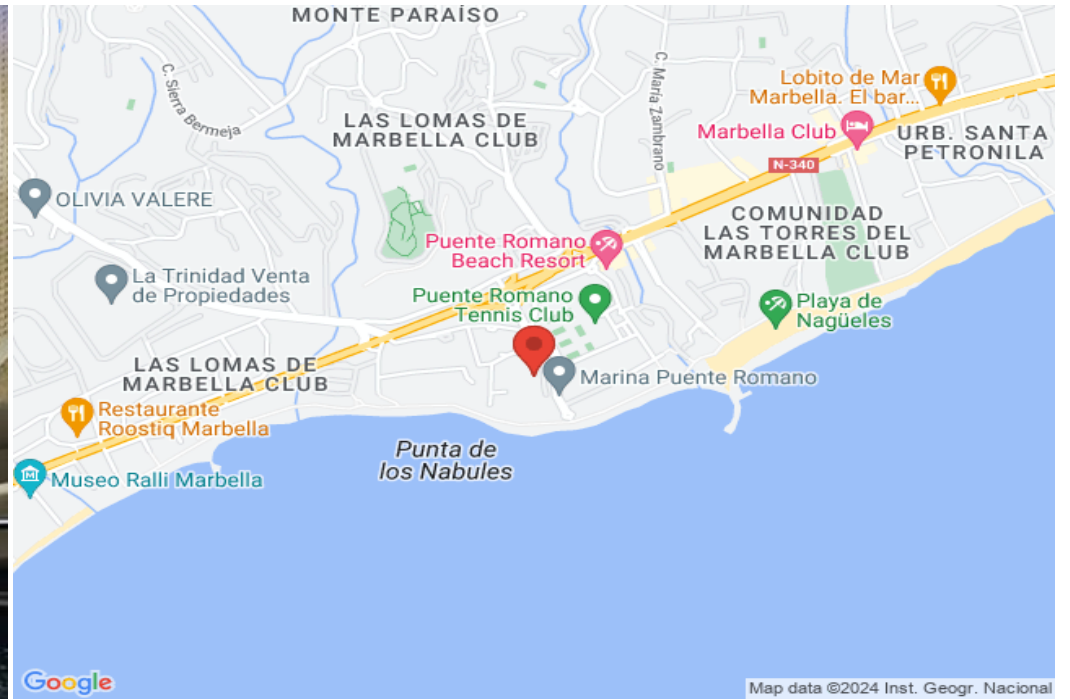 MONTE PARAÍSO
C. Sierra Bermeja
C. María Zambrano
Lobito de Mar
Marbella. El bar...
LAS LOMAS DE
MARBELLA CLUB
Marbella Club
URB. SANTA
PETRONILA
N-340
OLIVIA VALERE
COMUNIDAD
LAS TORRES DEL
MARBELLA CLUB
Puente Romano
Beach Resort
La Trinidad Venta
de Propiedades
Puente Romano
Tennis Club
Playa de
Nagüeles
LAS LOMAS DE
MARBELLA CLUB
Marina Puente Romano
Restaurante
Roostiq Marbella
Punta de
los Nabules
Museo Ralli Marbella
Google
Map data ©2024 Inst. Geogr. Nacional